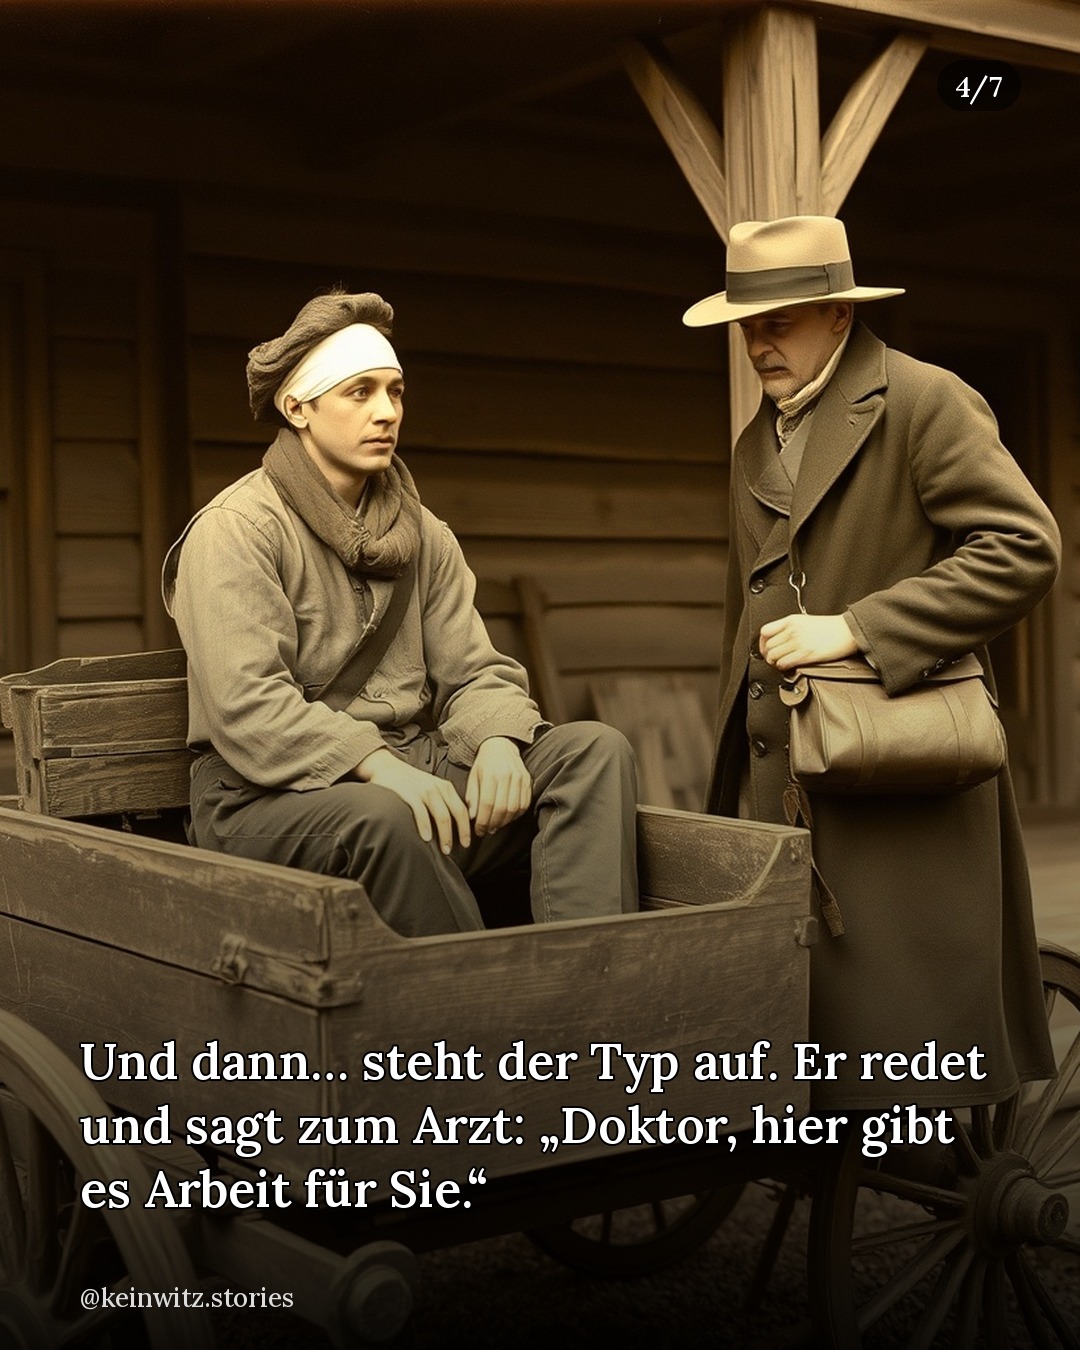 4/7
Und dann... steht der Typ auf. Er redet
und sagt zum Arzt: „Doktor, hier gibt
es Arbeit für Sie.“
@keinwitz.stories